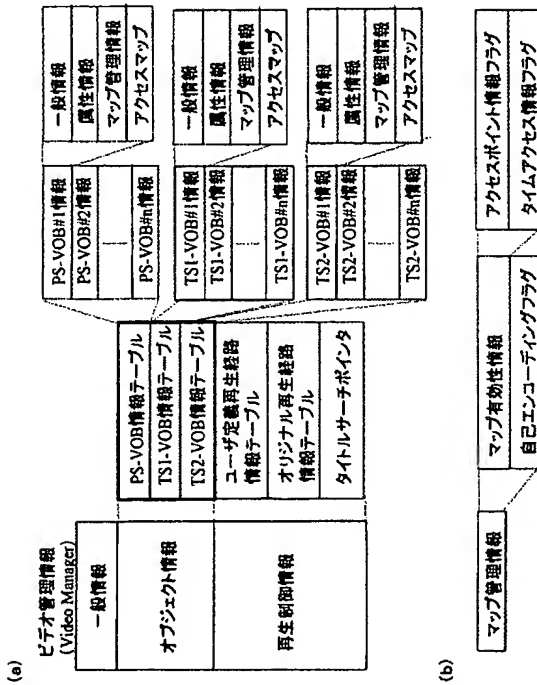 (a)
ビデオ管理情報
(Video Manager)
一般情報
オブジェクト情報
再生制御情報
PS-VOB情報テーブル
TS1-VOB情報テーブル
TS2-VOB情報テーブル
ユーザ定義再生経路
情報テーブル
オリジナル再生経路
情報テーブル
タイトルサーチポインタ
PS-VOB#1情報
PS-VOB#2情報
PS-VOB#n情報
TS1-VOB#1情報
TS1-VOB#2情報
TS1-VOB#n情報
TS2-VOB#1情報
TS2-VOB#2情報
TS2-VOB#n情報
一般情報
属性情報
マップ管理情報
アクセスマップ
一般情報
属性情報
マップ管理情報
アクセスマップ
一般情報
属性情報
マップ管理情報
アクセスマップ
(b)
マップ管理情報
マップ有効性情報
自己エンコーディングフラグ
アクセスポイント情報フラグ
タイムアクセス情報フラグ